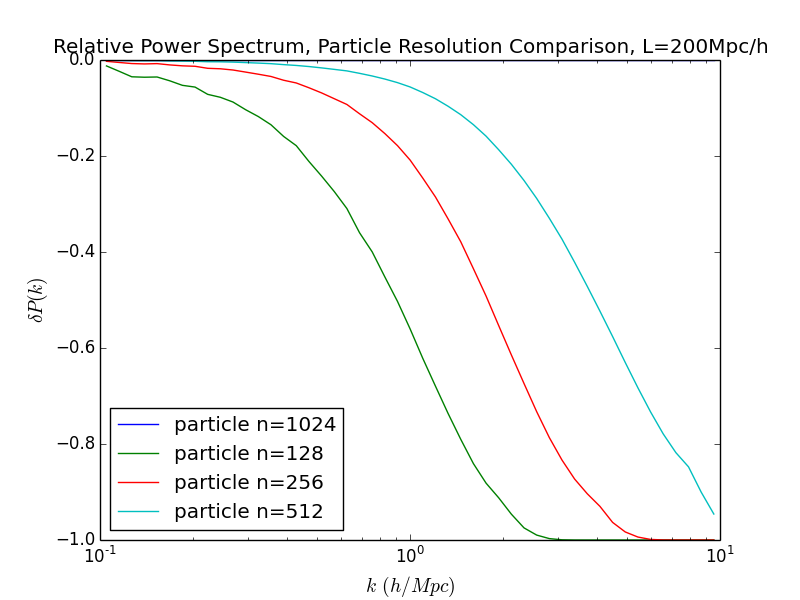 Relative Power Spectrum, Particle Resolution Comparison, L=200Mpc/h
0.0
−0.2
−0.4
−0.6
−0.8
−1.0
δP(k)
particle n=1024
particle n=128
particle n=256
particle n=512
10⁻¹
10⁰
10¹
k (h/Mpc)